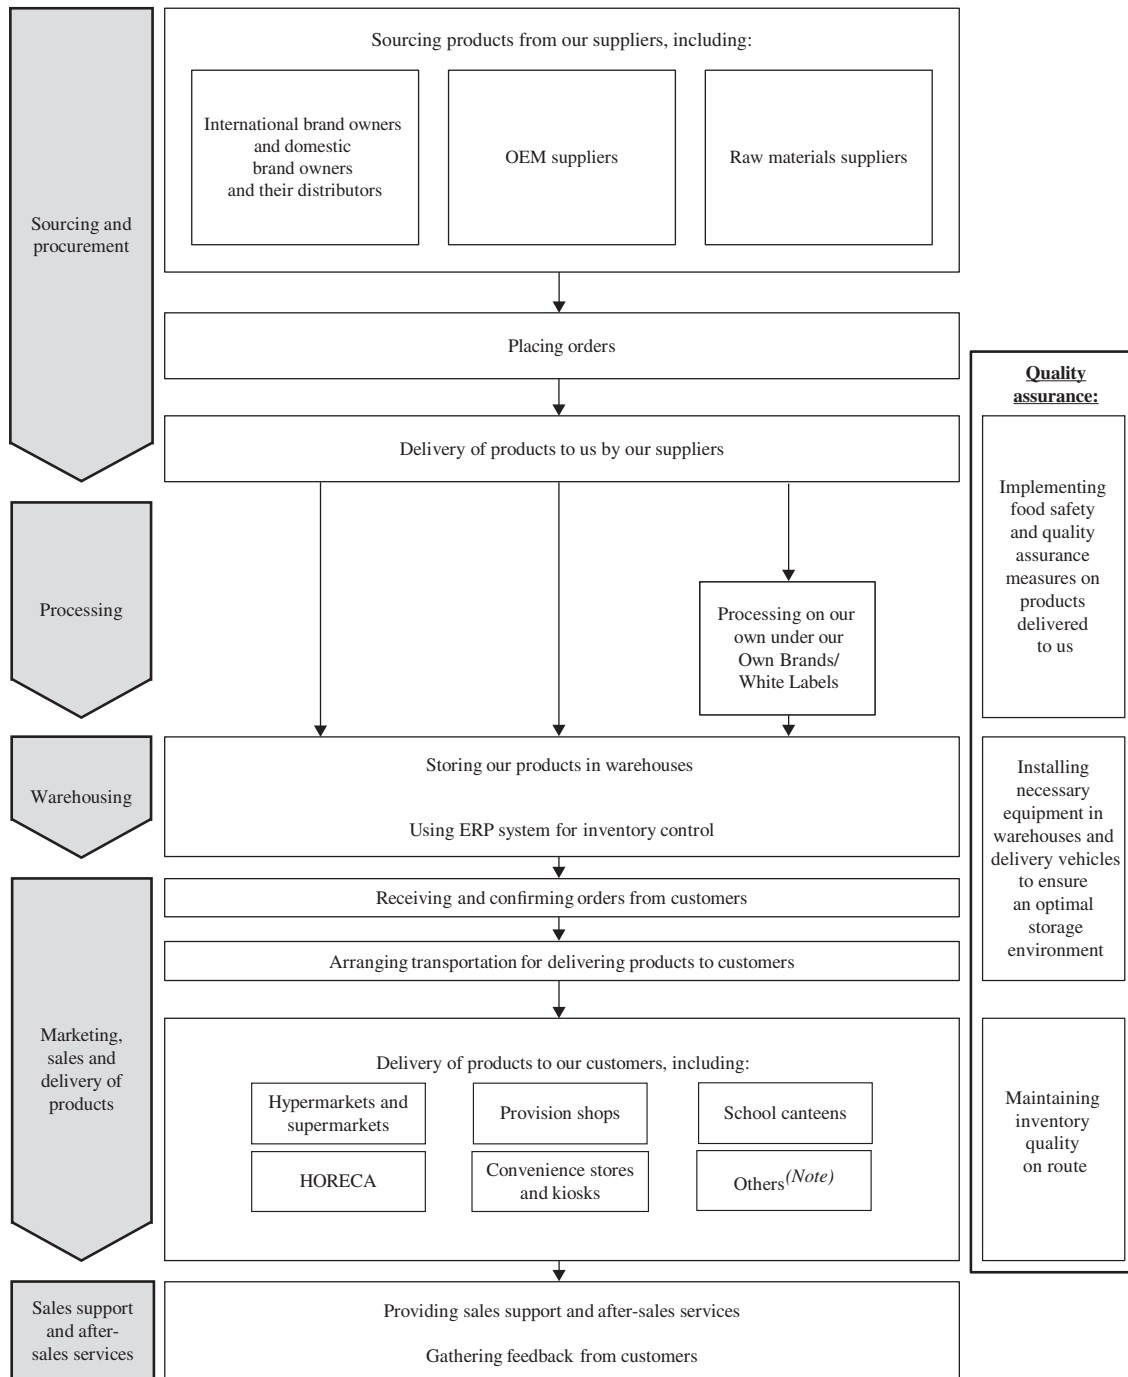 Sourcing and
procurement
Sourcing products from our suppliers, including:
International brand owners
and domestic
brand owners
and their distributors
OEM suppliers
Raw materials suppliers
Placing orders
Delivery of products to us by our suppliers
Processing
Processing on our
own under our
Own Brands/
White Labels
Warehousing
Storing our products in warehouses
Using ERP system for inventory control
Marketing,
sales and
delivery of
products
Receiving and confirming orders from customers
Arranging transportation for delivering products to customers
Delivery of products to our customers, including:
Hypermarkets and
supermarkets
Provision shops
School canteens
HORECA
Convenience stores
and kiosks
Others(Note)
Sales support
and after-
sales services
Providing sales support and after-sales services
Gathering feedback from customers
Quality
assurance:
Implementing
food safety
and quality
assurance
measures on
products
delivered
to us
Installing
necessary
equipment in
warehouses and
delivery vehicles
to ensure
an optimal
storage
environment
Maintaining
inventory
quality
on route